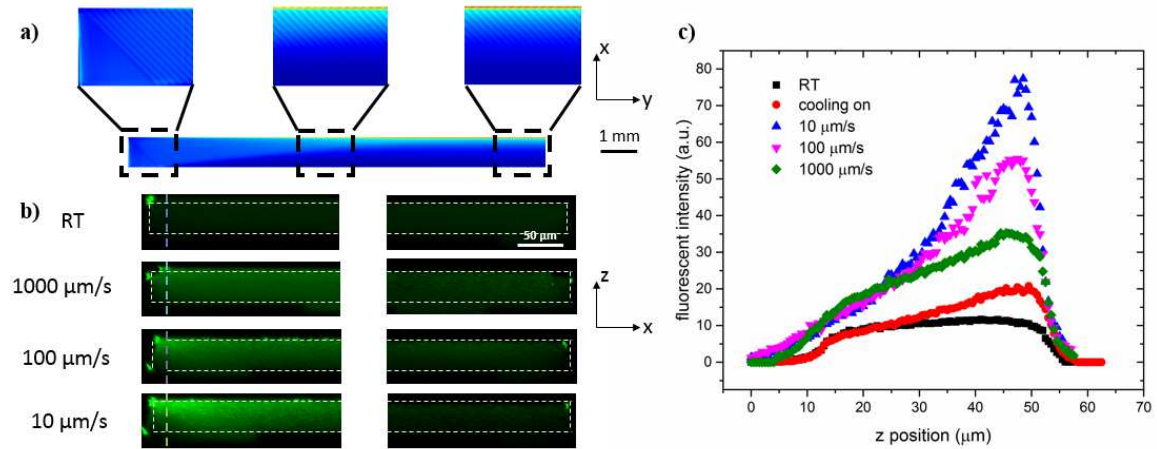 a)
x
y
1 mm
b)
RT
50 µm
1000 µm/s
z
x
100 µm/s
10 µm/s
c)
RT
cooling on
10 µm/s
100 µm/s
1000 µm/s
fluorescent intensity (a.u.)
80
70
60
50
40
30
20
10
0
0 10 20 30 40 50 60 70
z position (µm)